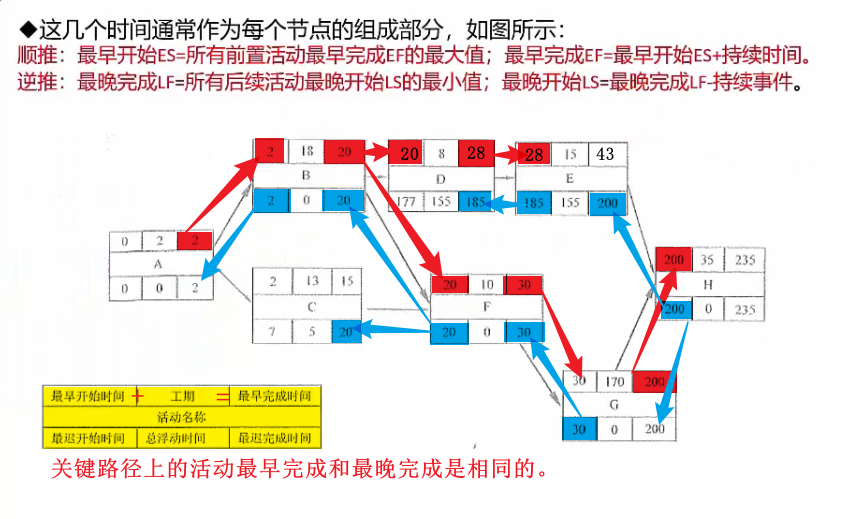 ◆这几个时间通常作为每个节点的组成部分，如图所示：
顺推：最早开始ES=所有前置活动最早完成EF的最大值；最早完成EF=最早开始ES+持续时间。
逆推：最晚完成LF=所有后续活动最晚开始LS的最小值；最晚开始LS=最晚完成LF-持续事件。
2 18 20
B
2 0 20
20 8 28
D
177 155 185
28 15 43
E
185 155 200
0 2 2
A
0 0 2
2 13 15
C
7 5 20
20 10 30
F
20 0 30
200 35 235
H
200 0 235
30 170 200
G
30 0 200
最早开始时间 + 工期 = 最早完成时间
活动名称
最迟开始时间 总浮动时间 最迟完成时间
关键路径上的活动最早完成和最晚完成是相同的。